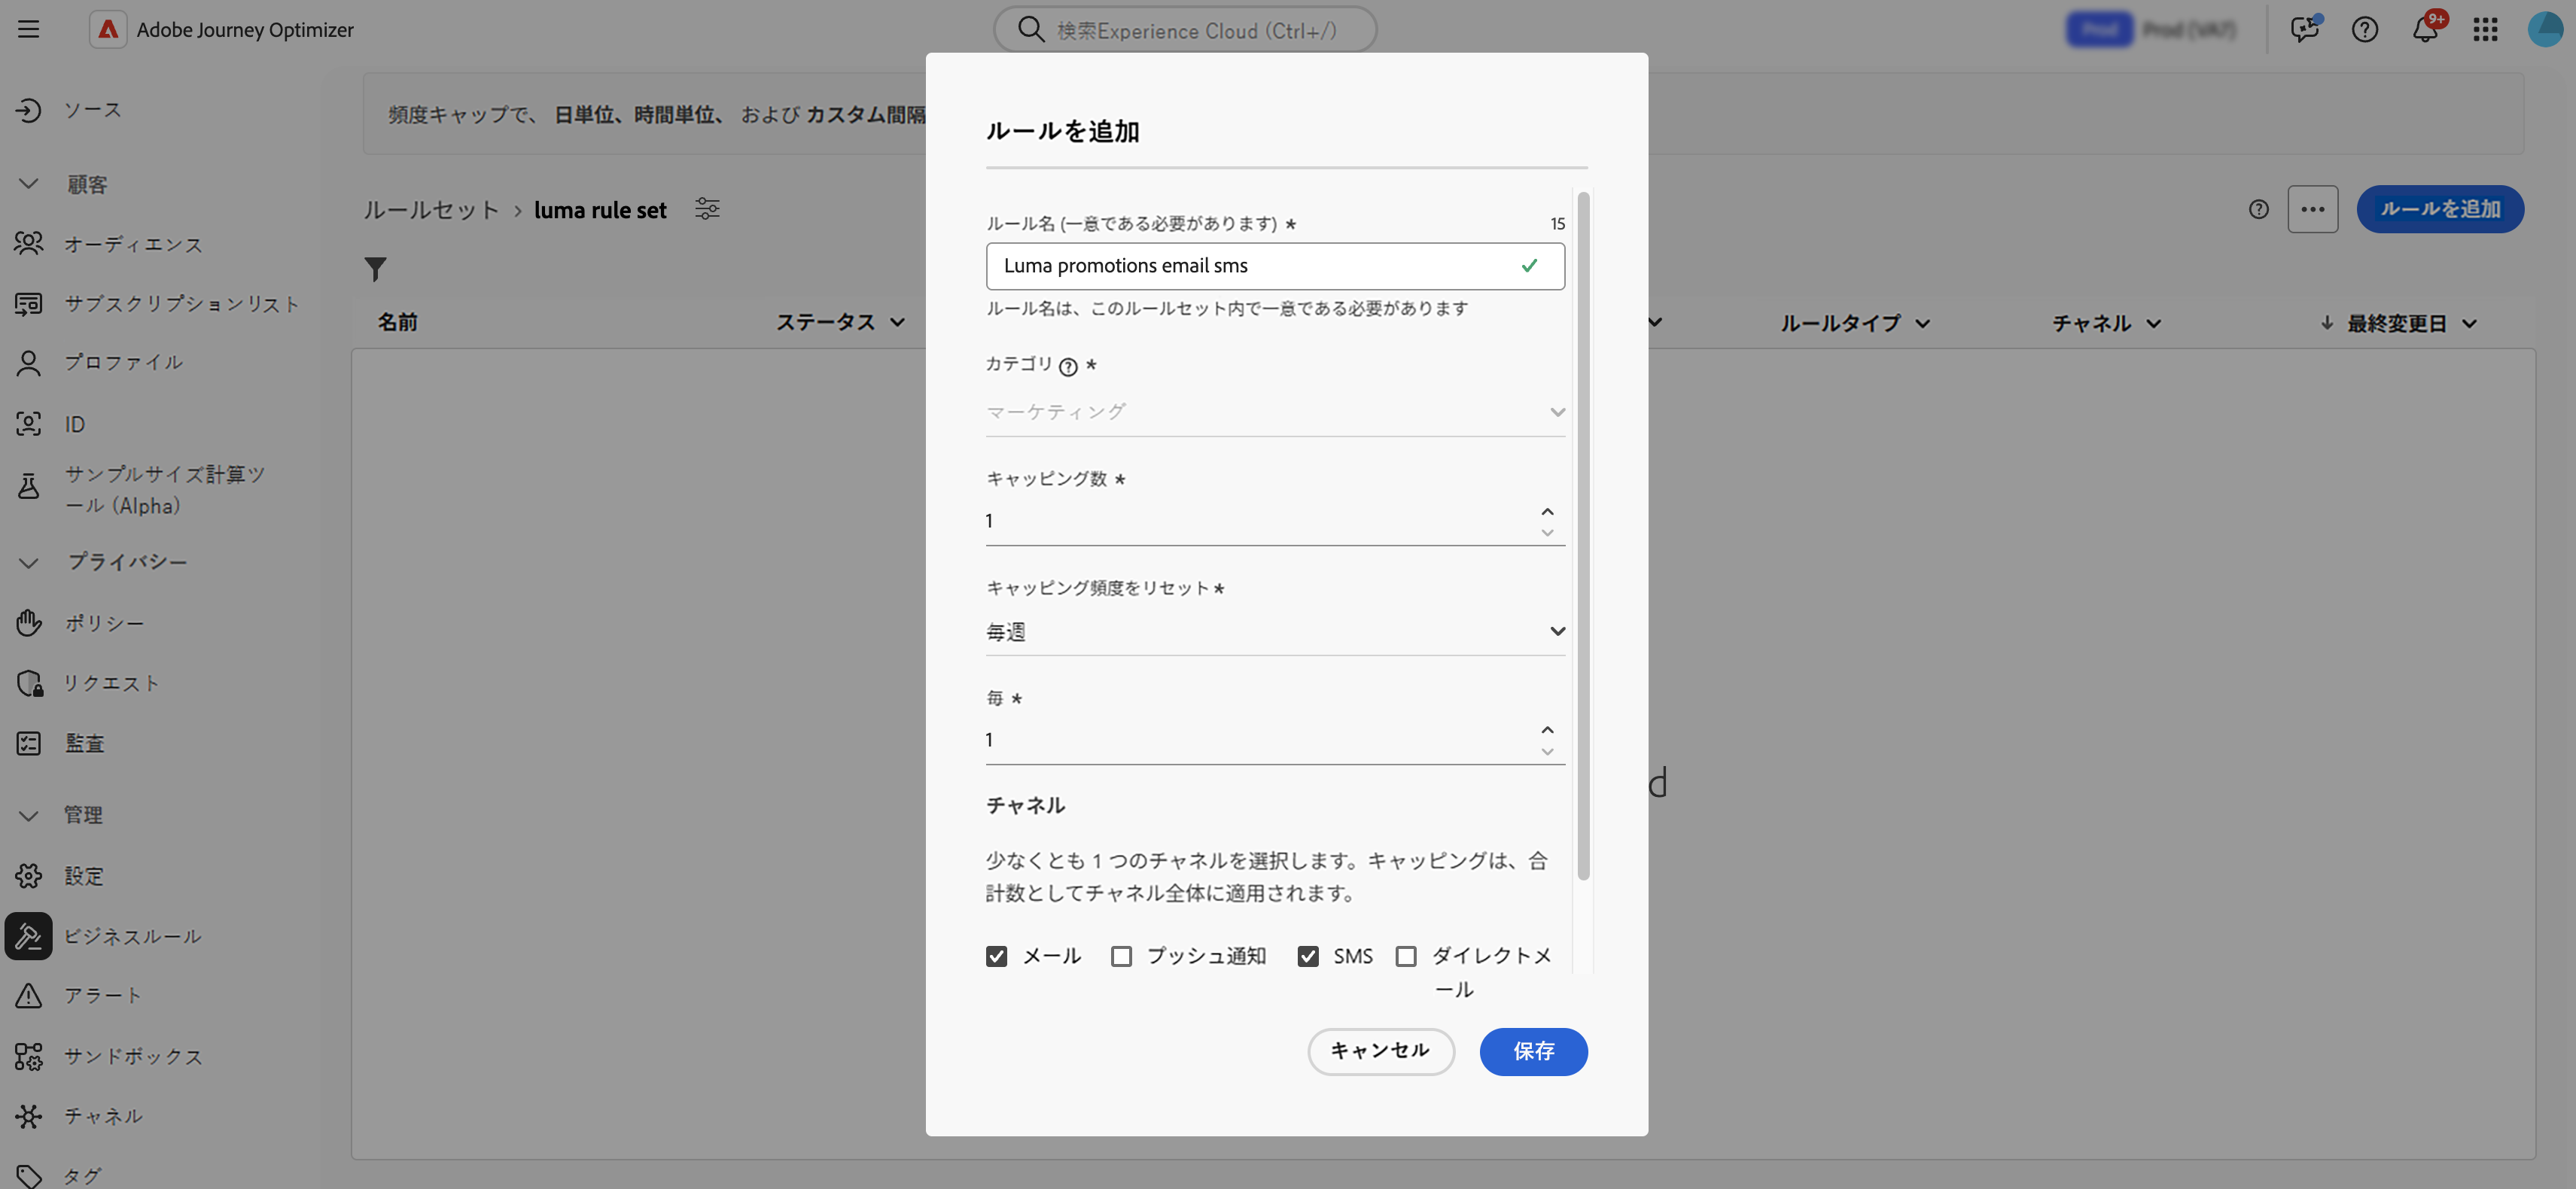 Adobe Journey Optimizer
検索Experience Cloud (Ctrl+/)
9+
ソース
顧客
オーディエンス
サブスクリプションリスト
プロファイル
ID
サンプルサイズ計算ツ
ール (Alpha)
プライバシー
ポリシー
リクエスト
監査
管理
設定
ビジネスルール
アラート
サンドボックス
チャネル
タグ
頻度キャップで、 日単位、時間単位、 および カスタム間隔
ルールセット › luma rule set
ルールを追加
名前
ステータス
ルールタイプ
チャネル
最終変更日
d
ルールを追加
ルール名 (一意である必要があります) *
15
Luma promotions email sms
ルール名は、このルールセット内で一意である必要があります
カテゴリ *
マーケティング
キャッピング数 *
1
キャッピング頻度をリセット *
毎週
毎 *
1
チャネル
少なくとも 1 つのチャネルを選択します。キャッピングは、合
計数としてチャネル全体に適用されます。
メール
プッシュ通知
SMS
ダイレクトメ
ール
キャンセル
保存